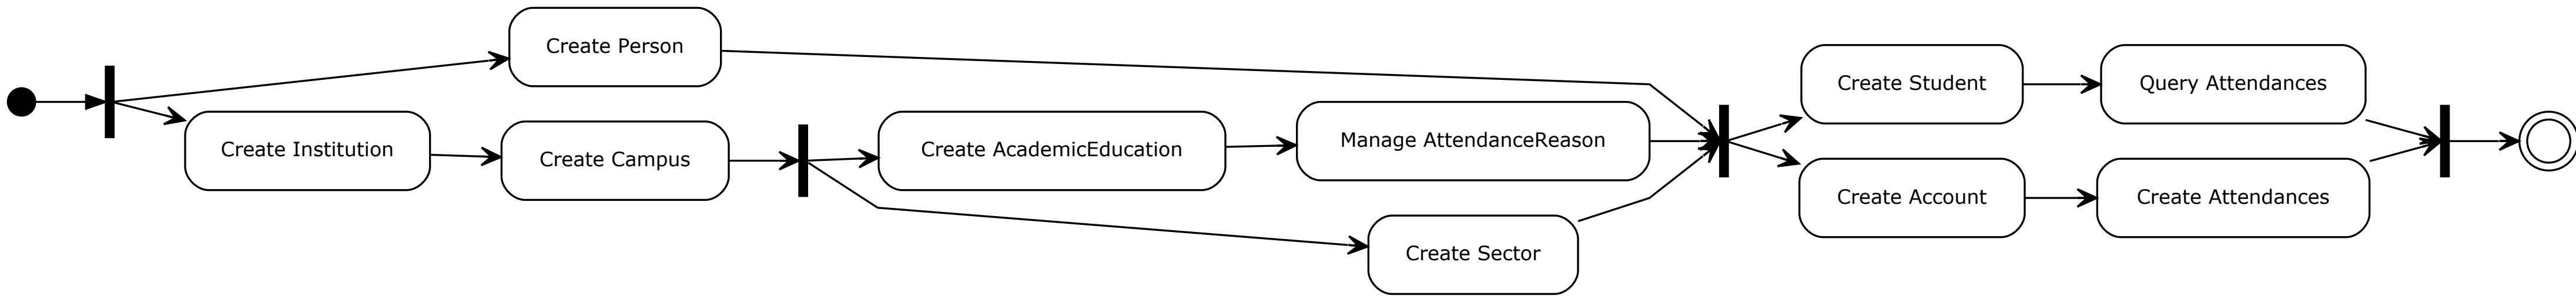 Create Person
Create Institution
Create Campus
Create AcademicEducation
Manage AttendanceReason
Create Sector
Create Student
Query Attendances
Create Account
Create Attendances